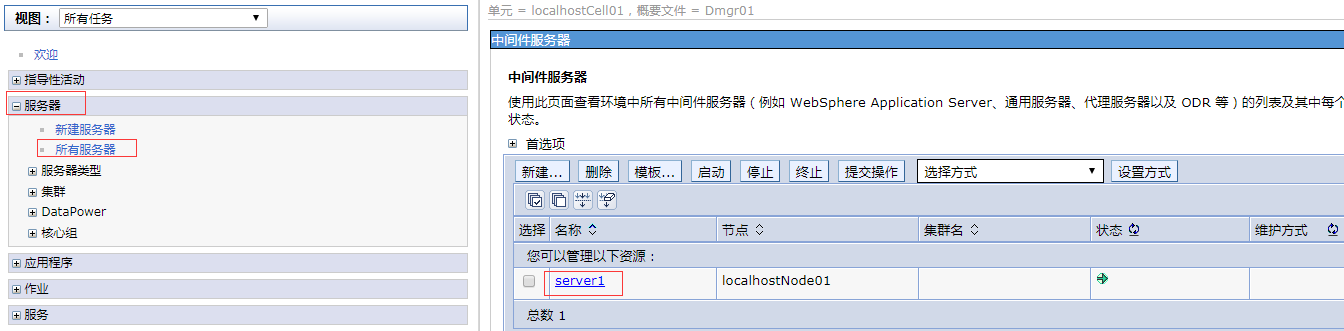 视图： 所有任务
欢迎
指导性活动
服务器
新建服务器
所有服务器
服务器类型
集群
DataPower
核心组
应用程序
作业
服务
单元 = localhostCell01，概要文件 = Dmgr01
中间件服务器
中间件服务器
使用此页面查看环境中所有中间件服务器（例如 WebSphere Application Server、通用服务器、代理服务器以及 ODR 等）的列表及其中每个
状态。
首选项
新建... 删除 模板... 启动 停止 终止 提交操作 选择方式 设置方式
选择 名称 节点 集群名 状态 维护方式
您可以管理以下资源：
server1 localhostNode01
总数 1